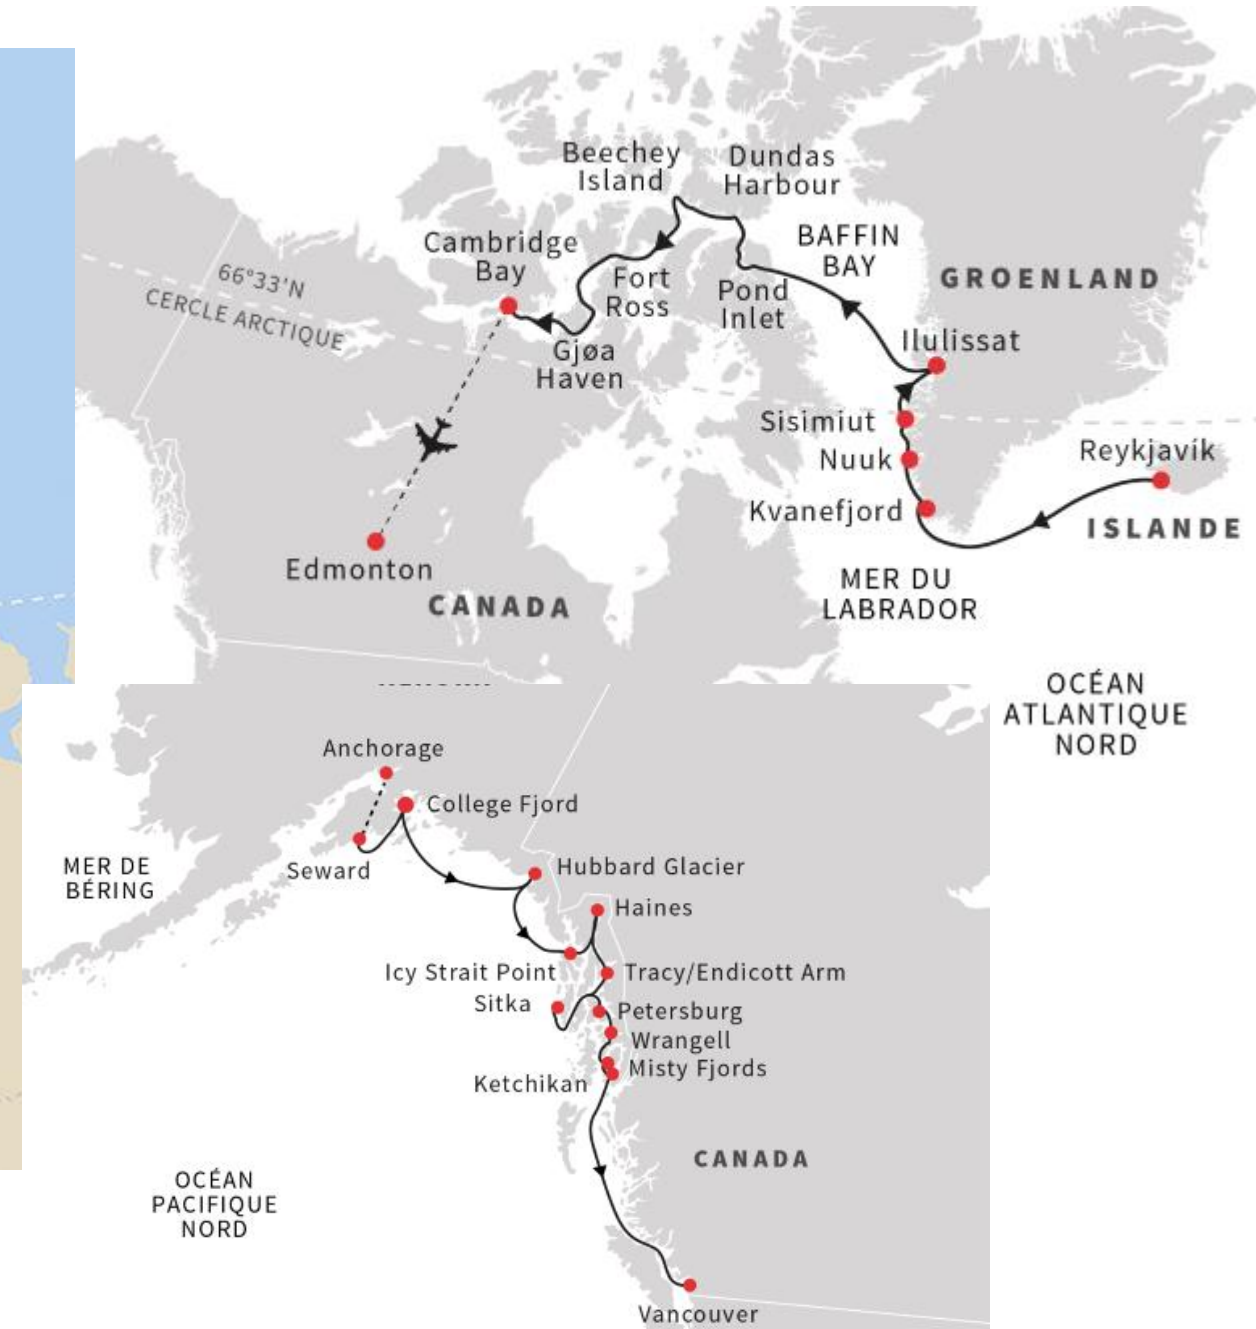 Beechey
Island
Dundas
Harbour
BAFFIN
BAY
Cambridge
Bay
66°33'N
CERCLE ARCTIQUE
Fort
Ross
Pond
Inlet
GROENLAND
Ilulissat
Gjøa
Haven
Sisimiut
Nuuk
Reykjavík
Kvanefjord
ISLANDE
Edmonton
CANADA
MER DU
LABRADOR
OCÉAN
ATLANTIQUE
NORD
Anchorage
College Fjord
MER DE
BÉRING
Seward
Hubbard Glacier
Haines
Icy Strait Point
Tracy/Endicott Arm
Sitka
Petersburg
Wrangell
Misty Fjords
Ketchikan
CANADA
OCÉAN
PACIFIQUE
NORD
Vancouver